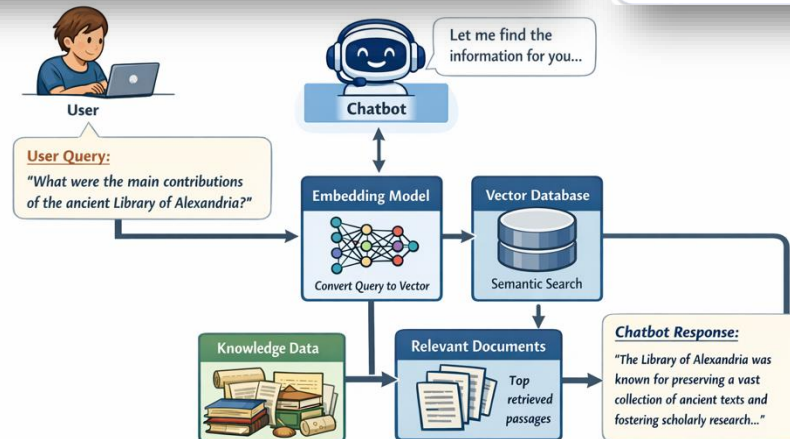 Let me find the
information for you...
User
Chatbot
User Query:
"What were the main contributions
of the ancient Library of Alexandria?"
Embedding Model
Convert Query to Vector
Vector Database
Semantic Search
Knowledge Data
Relevant Documents
Top
retrieved
passages
Chatbot Response:
"The Library of Alexandria was
known for preserving a vast
collection of ancient texts and
fostering scholarly research..."